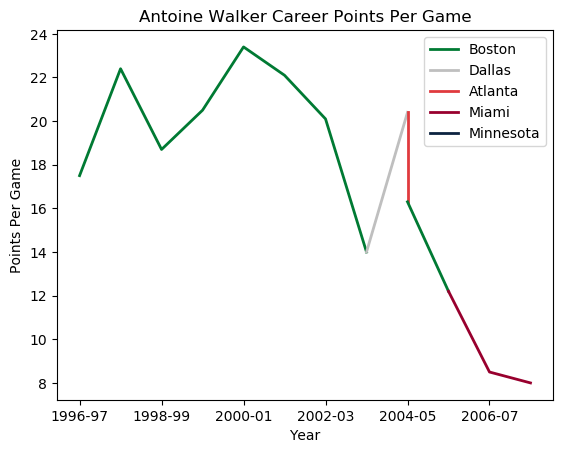 Antoine Walker Career Points Per Game
24
22
20
18
16
14
12
10
8
Points Per Game
Boston
Dallas
Atlanta
Miami
Minnesota
1996-97 1998-99 2000-01 2002-03 2004-05 2006-07
Year